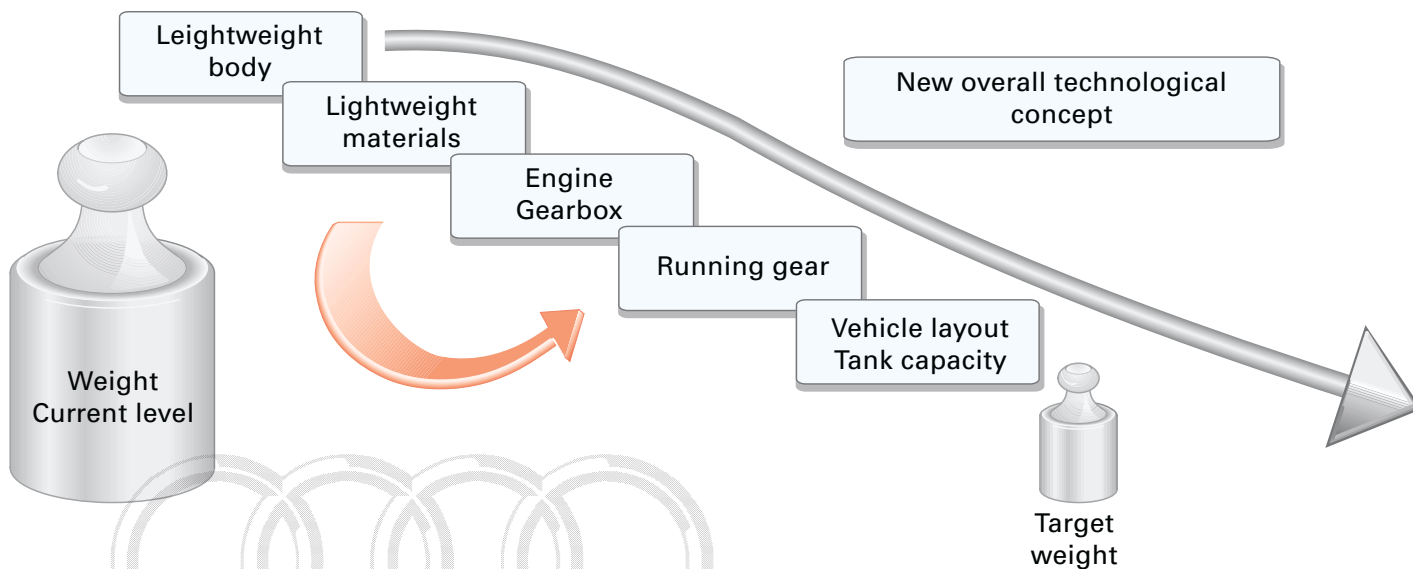 Leightweight
body
Lightweight
materials
New overall technological
concept
Engine
Gearbox
Running gear
Vehicle layout
Tank capacity
Weight
Current level
Target
weight